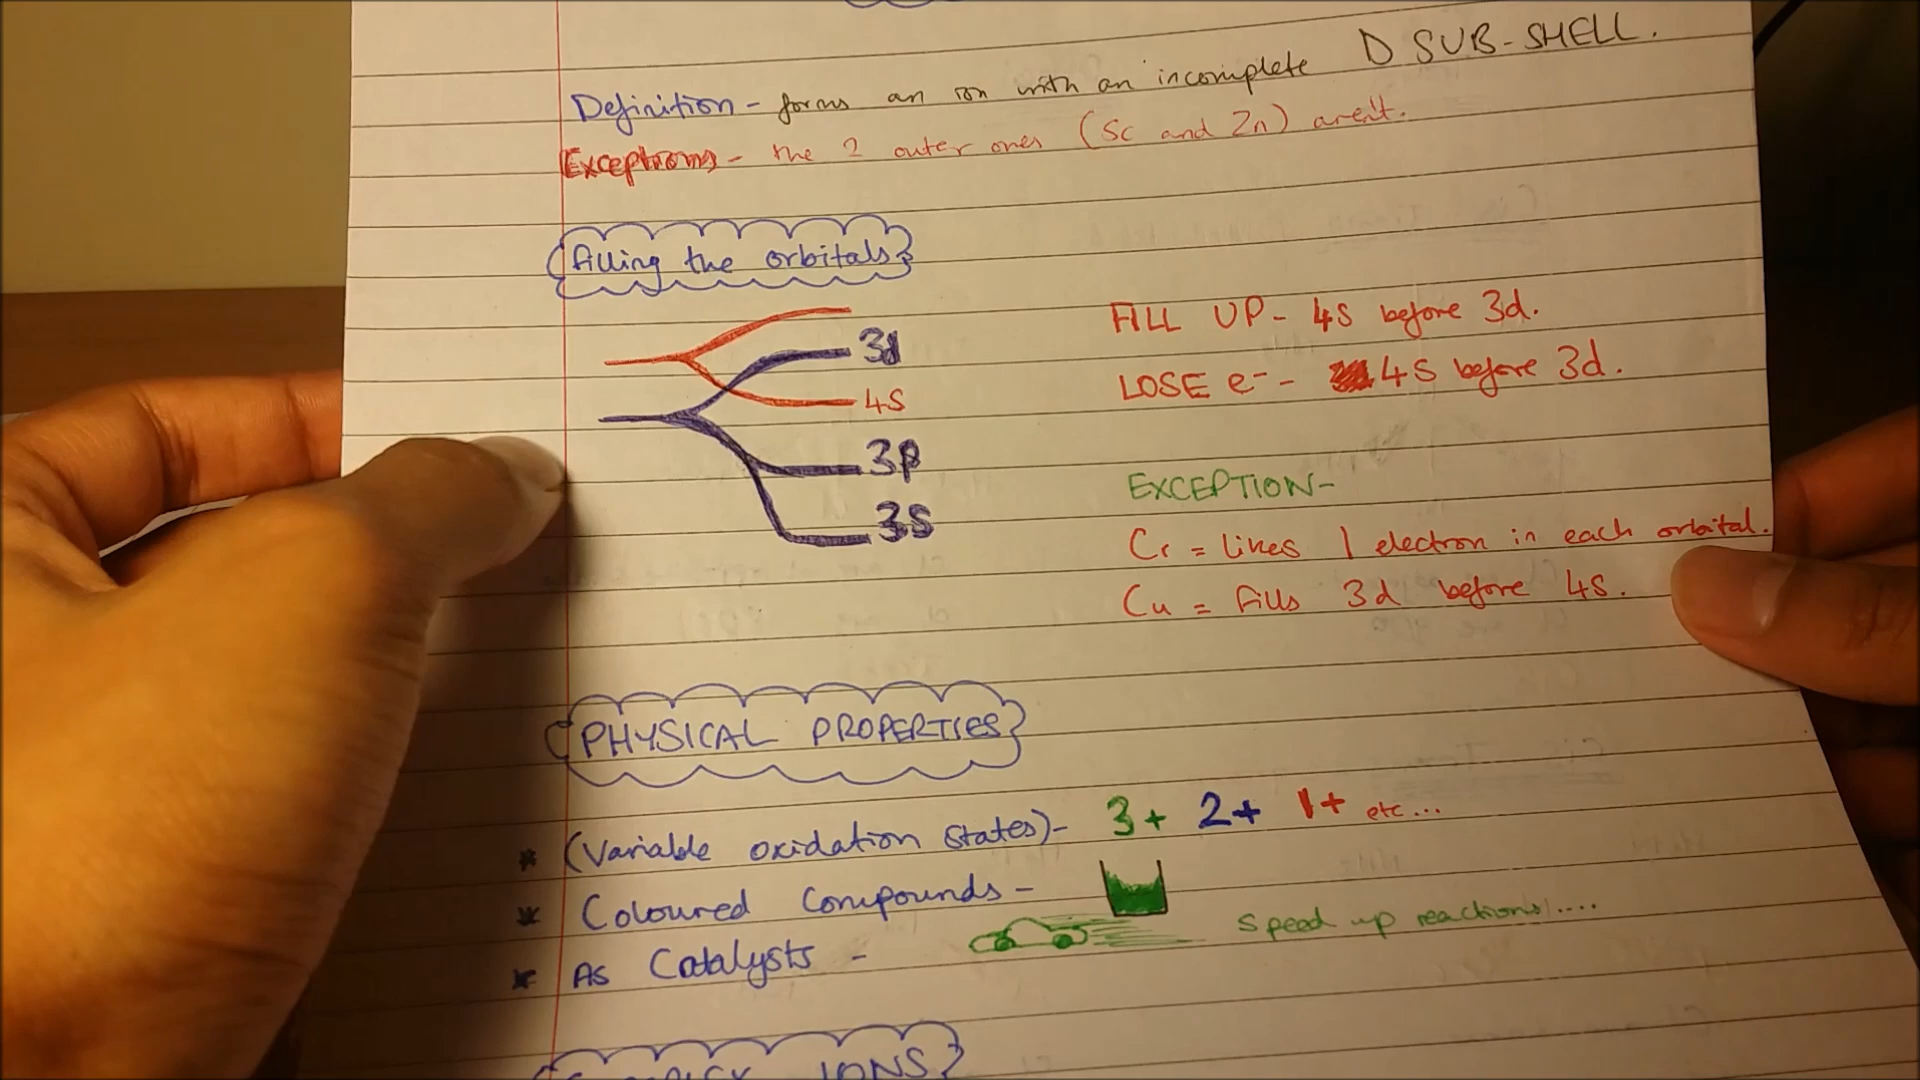 Definition - forms an ion with an incomplete D SUB-SHELL.
Exceptions - the 2 outer ones (Sc and Zn) aren't.
filling the orbitals
FILL UP - 4S before 3d.
3d
LOSE e⁻ - 4S before 3d.
4S
3p
EXCEPTION-
3S
Cr = likes 1 electron in each orbital.
Cu = fills 3d before 4S.
PHYSICAL PROPERTIES
* (Variable oxidation states) - 3+ 2+ 1+ etc...
* Coloured Compounds -
* As Catalysts - speed up reactions....
IONS